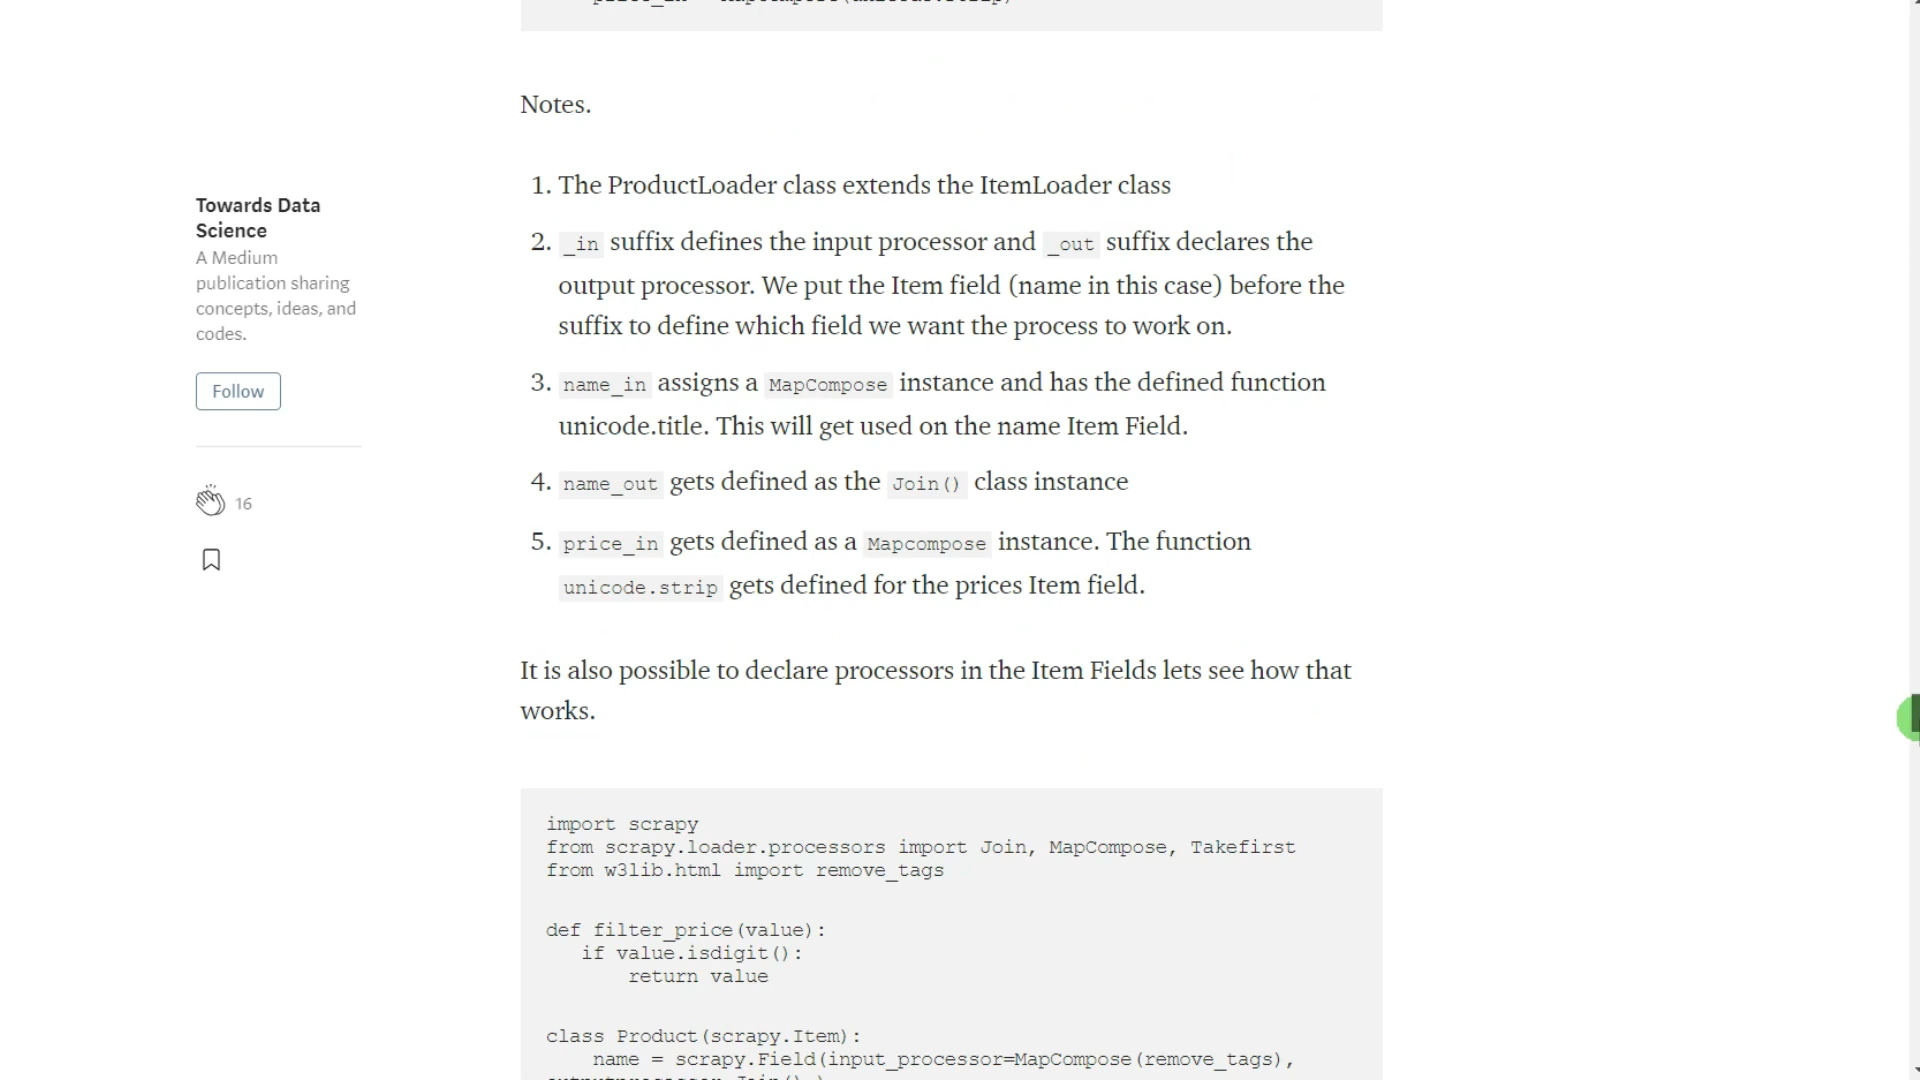 Notes.
1. The ProductLoader class extends the ItemLoader class
2. _in suffix defines the input processor and _out suffix declares the
output processor. We put the Item field (name in this case) before the
suffix to define which field we want the process to work on.
3. name_in assigns a MapCompose instance and has the defined function
unicode.title. This will get used on the name Item Field.
4. name_out gets defined as the Join() class instance
5. price_in gets defined as a Mapcompose instance. The function
unicode.strip gets defined for the prices Item field.
It is also possible to declare processors in the Item Fields lets see how that
works.
import scrapy
from scrapy.loader.processors import Join, MapCompose, Takefirst
from w3lib.html import remove_tags
def filter_price(value):
if value.isdigit():
return value
class Product(scrapy.Item):
name = scrapy.Field(input_processor=MapCompose(remove_tags),
Towards Data
Science
A Medium
publication sharing
concepts, ideas, and
codes.
Follow
16